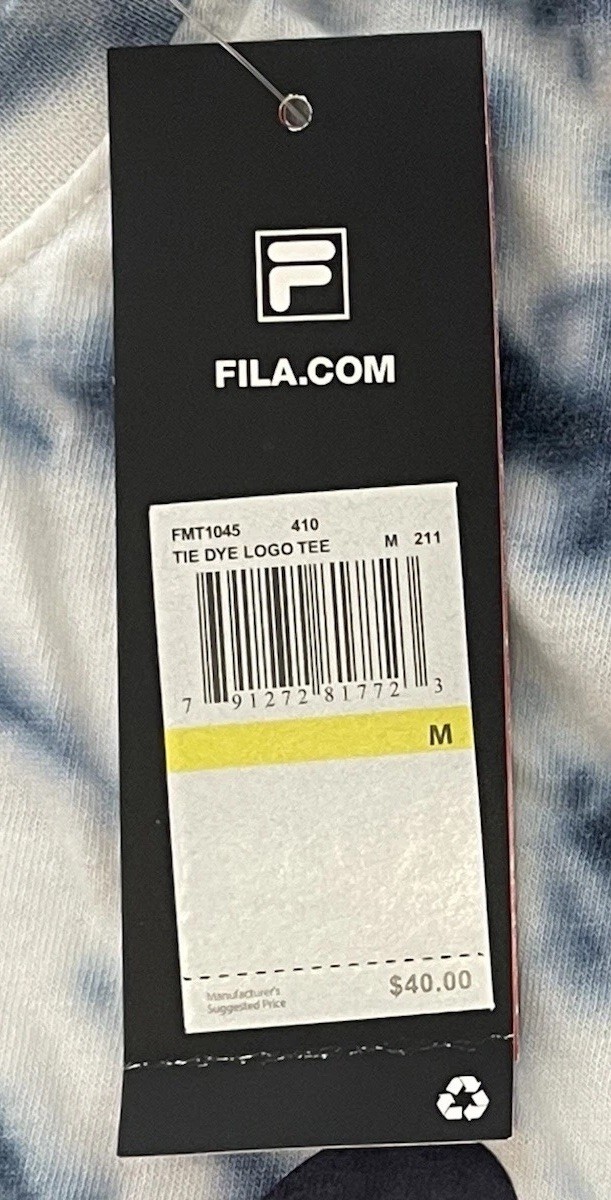 F
FILA.COM
FMT1045 410
TIE DYE LOGO TEE M 211
7 91272 81772 3
M
Manufacturer's
Suggested Price
$40.00